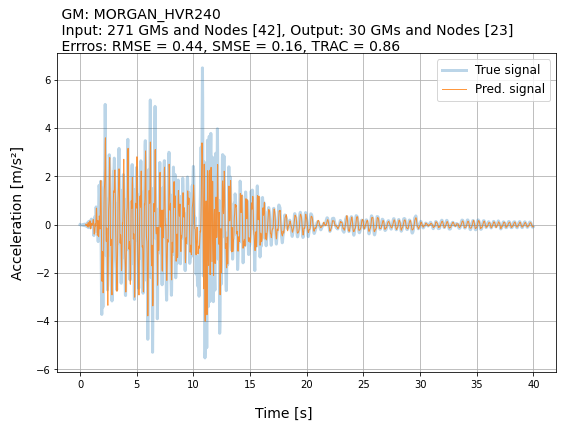 GM: MORGAN_HVR240
Input: 271 GMs and Nodes [42], Output: 30 GMs and Nodes [23]
Errros: RMSE = 0.44, SMSE = 0.16, TRAC = 0.86
True signal
Pred. signal
6
4
2
0
−2
−4
−6
Acceleration [m/s²]
0 5 10 15 20 25 30 35 40
Time [s]